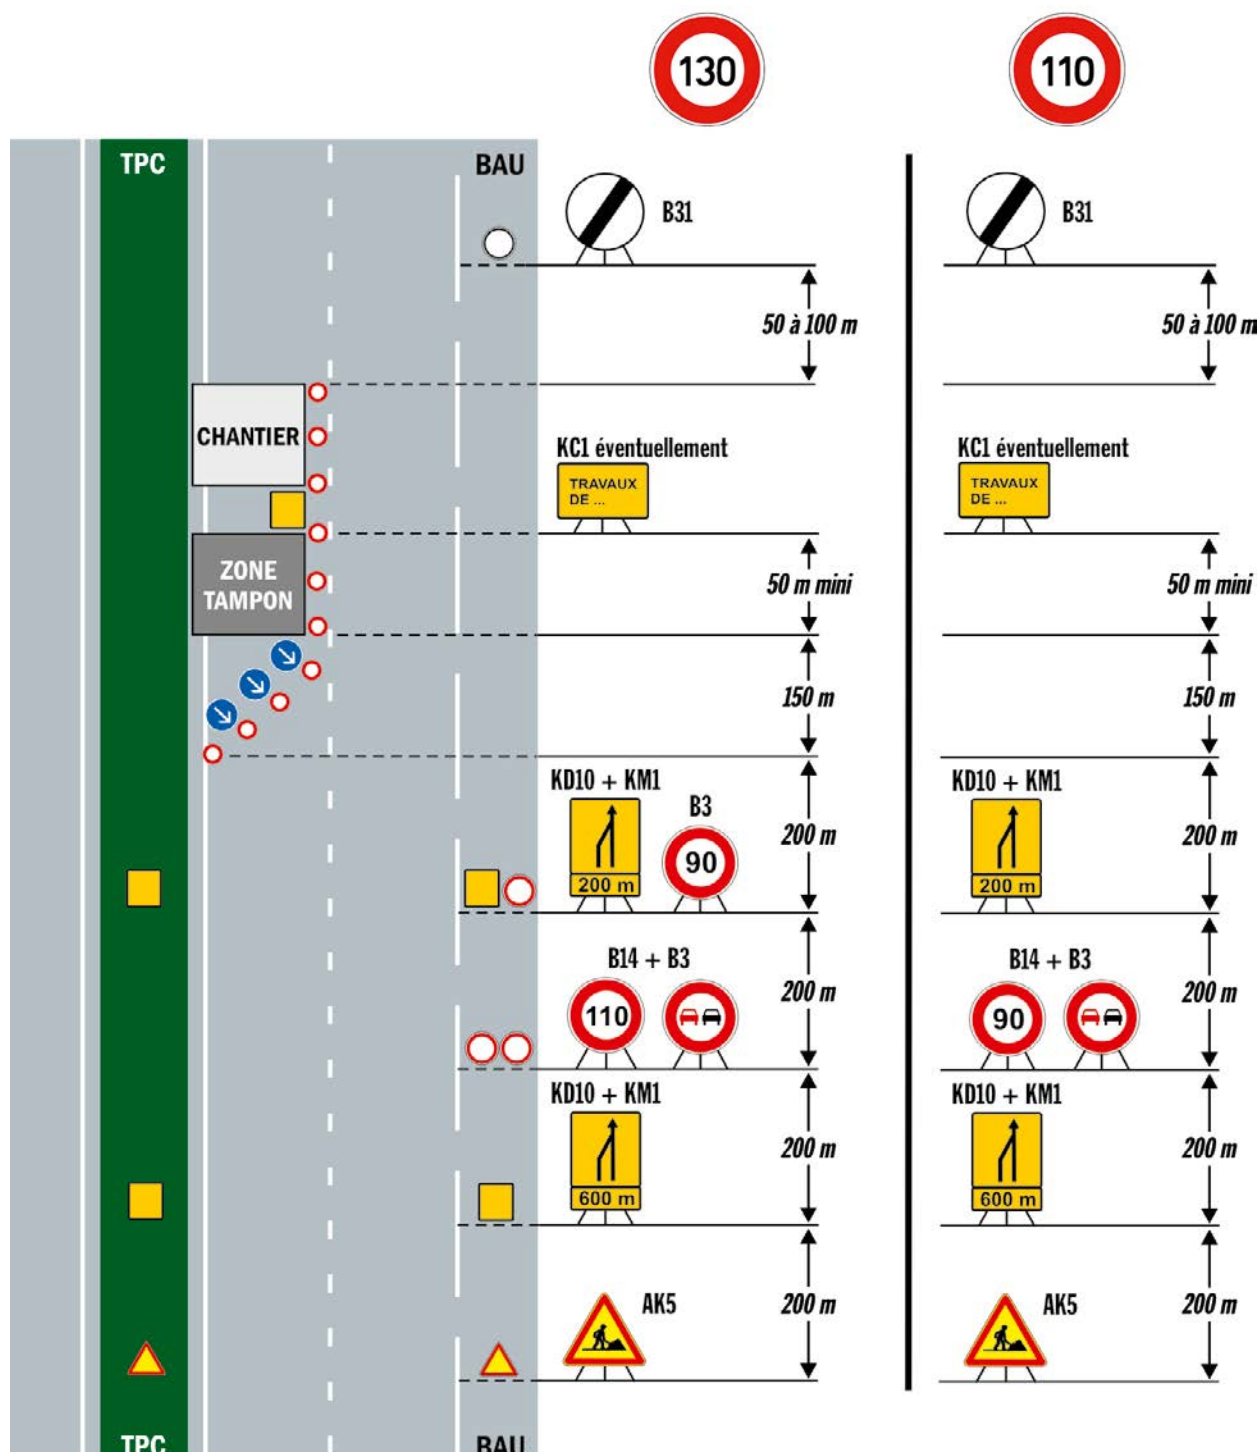 130
110
TPC
BAU
B31
B31
50 à 100 m
50 à 100 m
CHANTIER
KC1 éventuellement
TRAVAUX
DE ...
KC1 éventuellement
TRAVAUX
DE ...
ZONE
TAMPON
50 m mini
50 m mini
150 m
150 m
KD10 + KM1
B3
200 m
90
200 m
KD10 + KM1
200 m
200 m
B14 + B3
110
200 m
B14 + B3
90
200 m
KD10 + KM1
600 m
200 m
KD10 + KM1
600 m
200 m
AK5
200 m
AK5
200 m
TPC
BAU